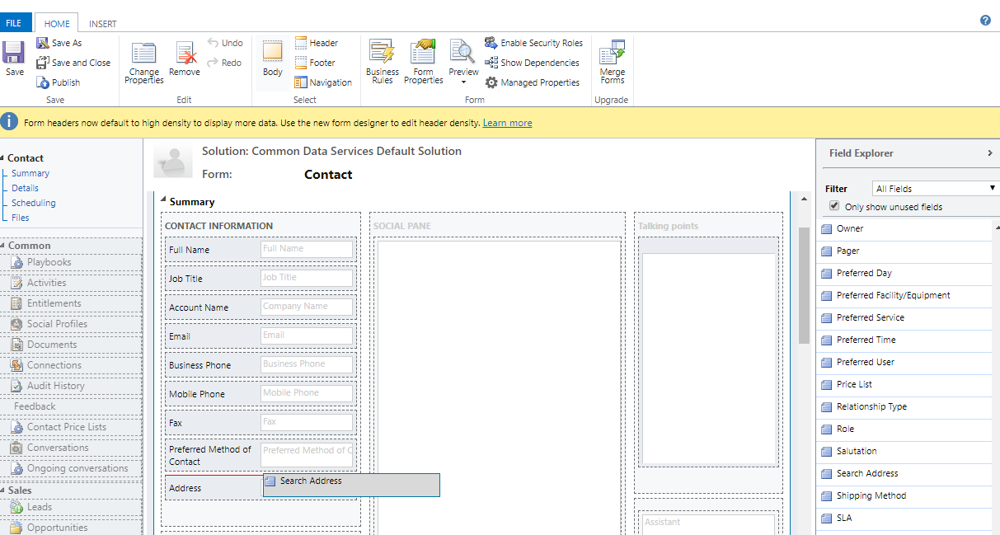 FILE
HOME
INSERT
Save
Save As
Save and Close
Publish
Save
Change Properties
Remove
Undo
Redo
Edit
Body
Header
Footer
Navigation
Select
Business Rules
Form Properties
Preview
Enable Security Roles
Show Dependencies
Managed Properties
Form
Merge Forms
Upgrade
Form headers now default to high density to display more data. Use the new form designer to edit header density. Learn more
Contact
Summary
Details
Scheduling
Files
Common
Playbooks
Activities
Entitlements
Social Profiles
Documents
Connections
Audit History
Feedback
Contact Price Lists
Conversations
Ongoing conversations
Sales
Leads
Opportunities
Solution: Common Data Services Default Solution
Form: Contact
Summary
CONTACT INFORMATION
Full Name Full Name
Job Title Job Title
Account Name Company Name
Email Email
Business Phone Business Phone
Mobile Phone Mobile Phone
Fax Fax
Preferred Method of Contact Preferred Method of C
Address
Search Address
SOCIAL PANE
Talking points
Assistant
Field Explorer
Filter All Fields
Only show unused fields
Owner
Pager
Preferred Day
Preferred Facility/Equipment
Preferred Service
Preferred Time
Preferred User
Price List
Relationship Type
Role
Salutation
Search Address
Shipping Method
SLA